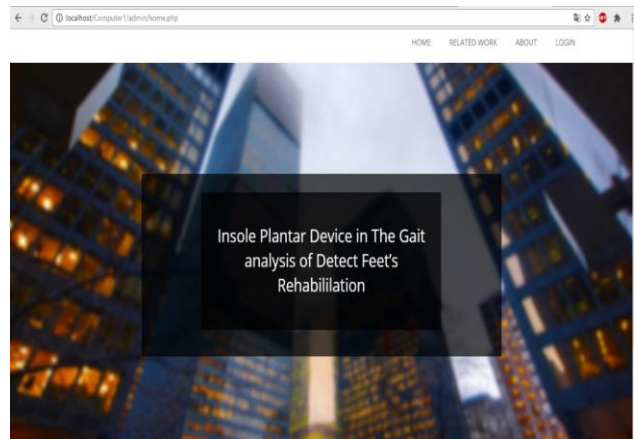 localhost/Computer1/admin/home.php
HOME RELATED WORK ABOUT LOGIN
Insole Plantar Device in The Gait
analysis of Detect Feet's
Rehabililation